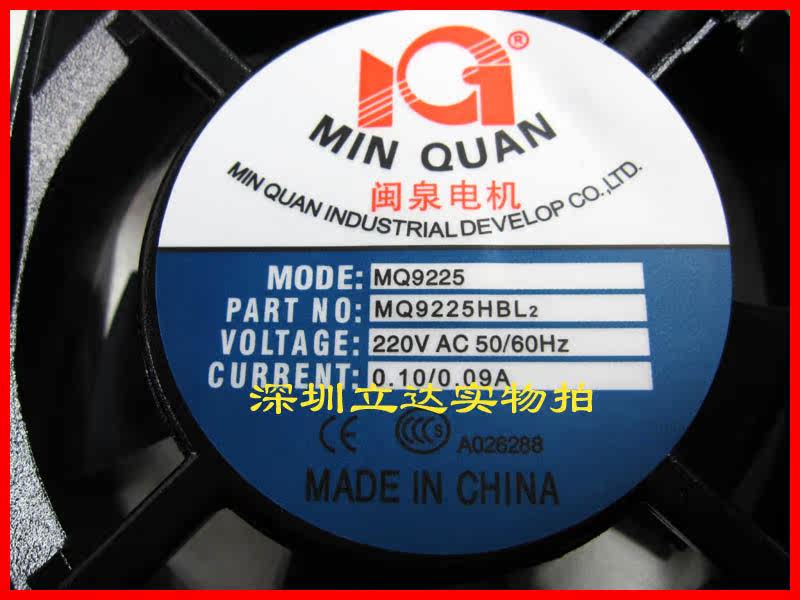 MIN QUAN
MIN QUAN INDUSTRIAL DEVELOP CO.,LTD.
闽泉电机
MODE: MQ9225
PART NO: MQ9225HBL₂
VOLTAGE: 220V AC 50/60Hz
CURRENT: 0.10/0.09A
深圳立达实物拍
CE CCC S A026288
MADE IN CHINA